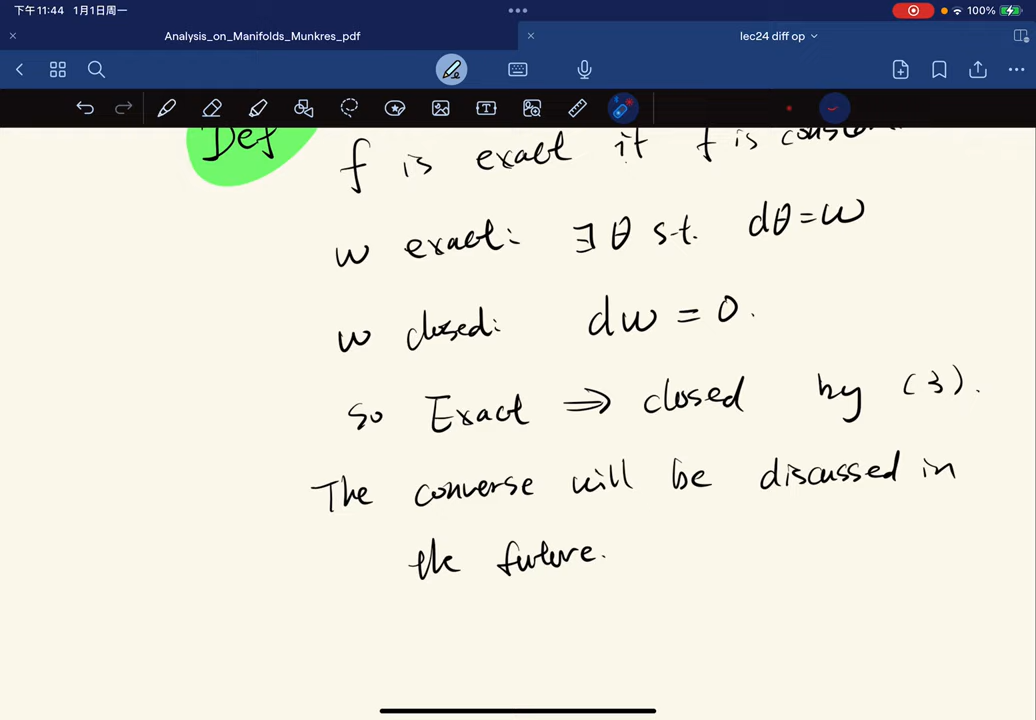 下午11:44 1月1日周一
100%
Analysis_on_Manifolds_Munkres_pdf
lec24 diff op
Def
f is exact if f is
w exact: ∃ θ s.t. dθ = w
w closed: dw = 0.
so Exact ⇒ closed by (3).
The converse will be discussed in
the future.